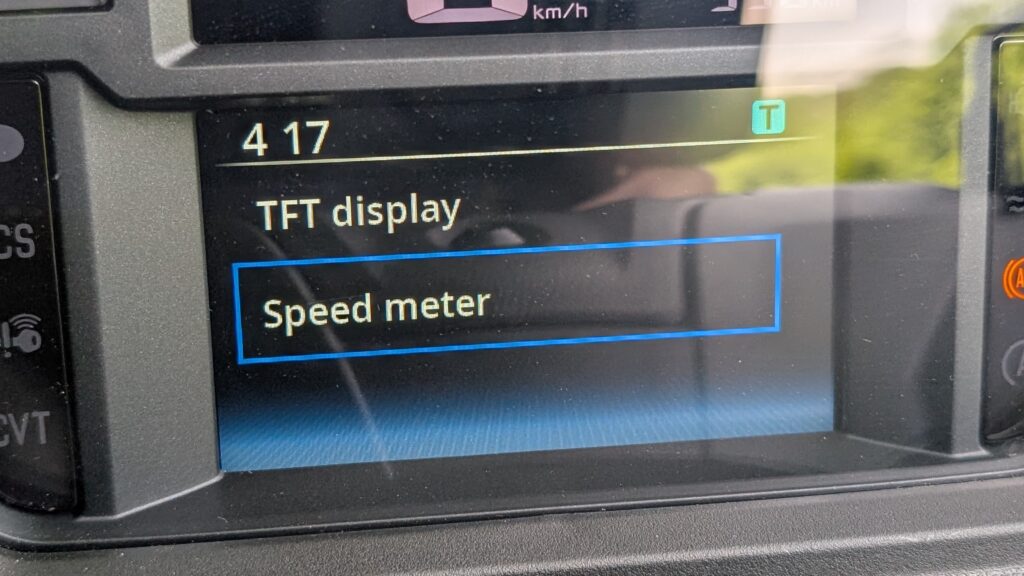 km/h
4 17
T
TFT display
Speed meter
CS
CVT